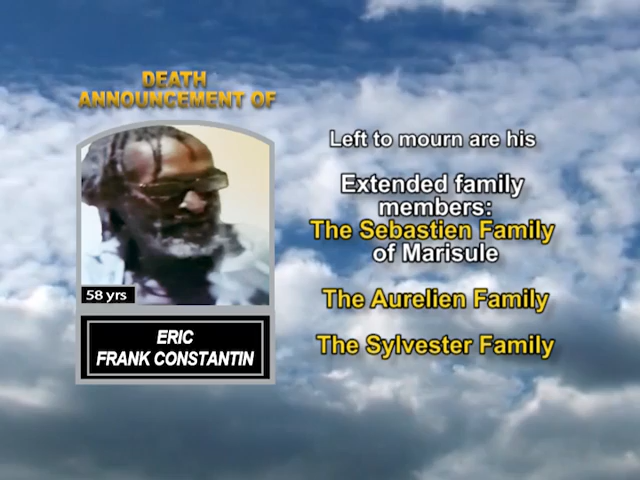 DEATH
ANNOUNCEMENT OF
58 yrs
ERIC
FRANK CONSTANTIN
Left to mourn are his
Extended family
members:
The Sebastien Family
of Marisule
The Aurelien Family
The Sylvester Family